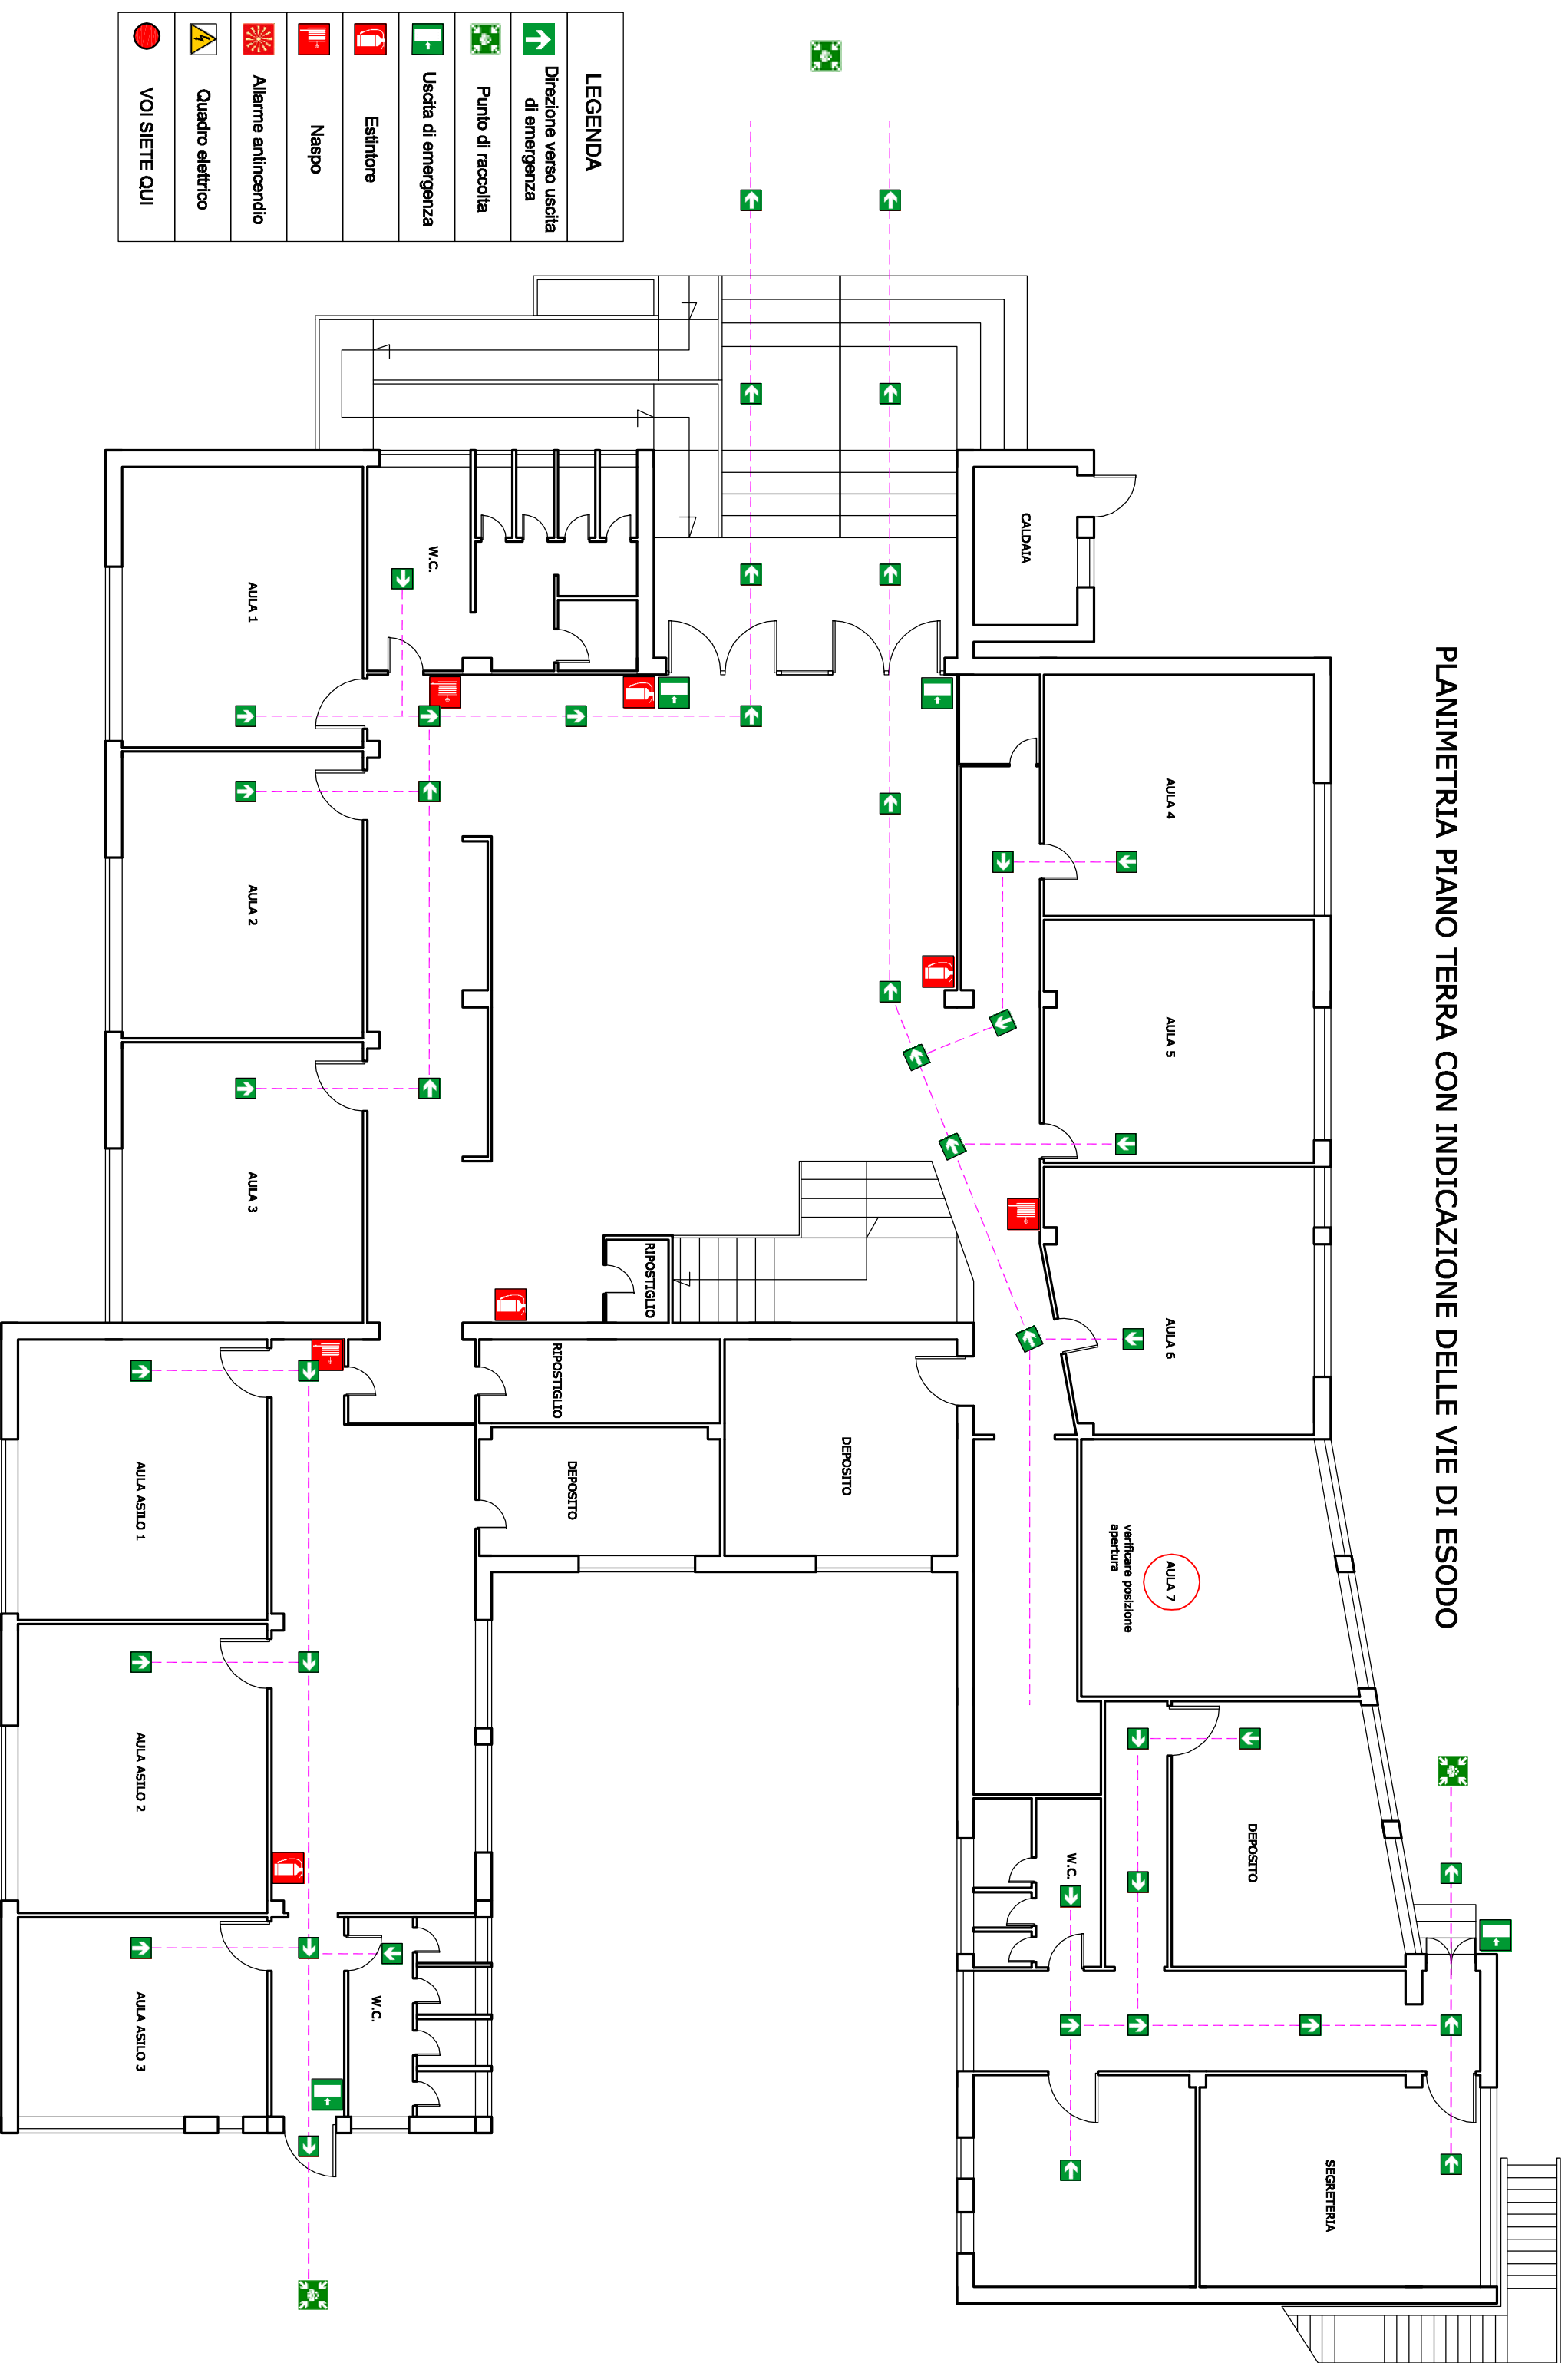 PLANIMETRIA PIANO TERRA CON INDICAZIONE DELLE VIE DI ESODO
CALDAIA
AULA 4
AULA 5
AULA 6
AULA 7
verificare posizione
apertura
DEPOSITO
W.C.
SEGRETERIA
DEPOSITO
DEPOSITO
RIPOSTIGLIO
RIPOSTIGLIO
W.C.
AULA 1
AULA 2
AULA 3
AULA ASILO 1
AULA ASILO 2
AULA ASILO 3
W.C.
LEGENDA
Direzione verso uscita
di emergenza
Punto di raccolta
Uscita di emergenza
Estintore
Naspo
Allarme antincendio
Quadro elettrico
VOI SIETE QUI